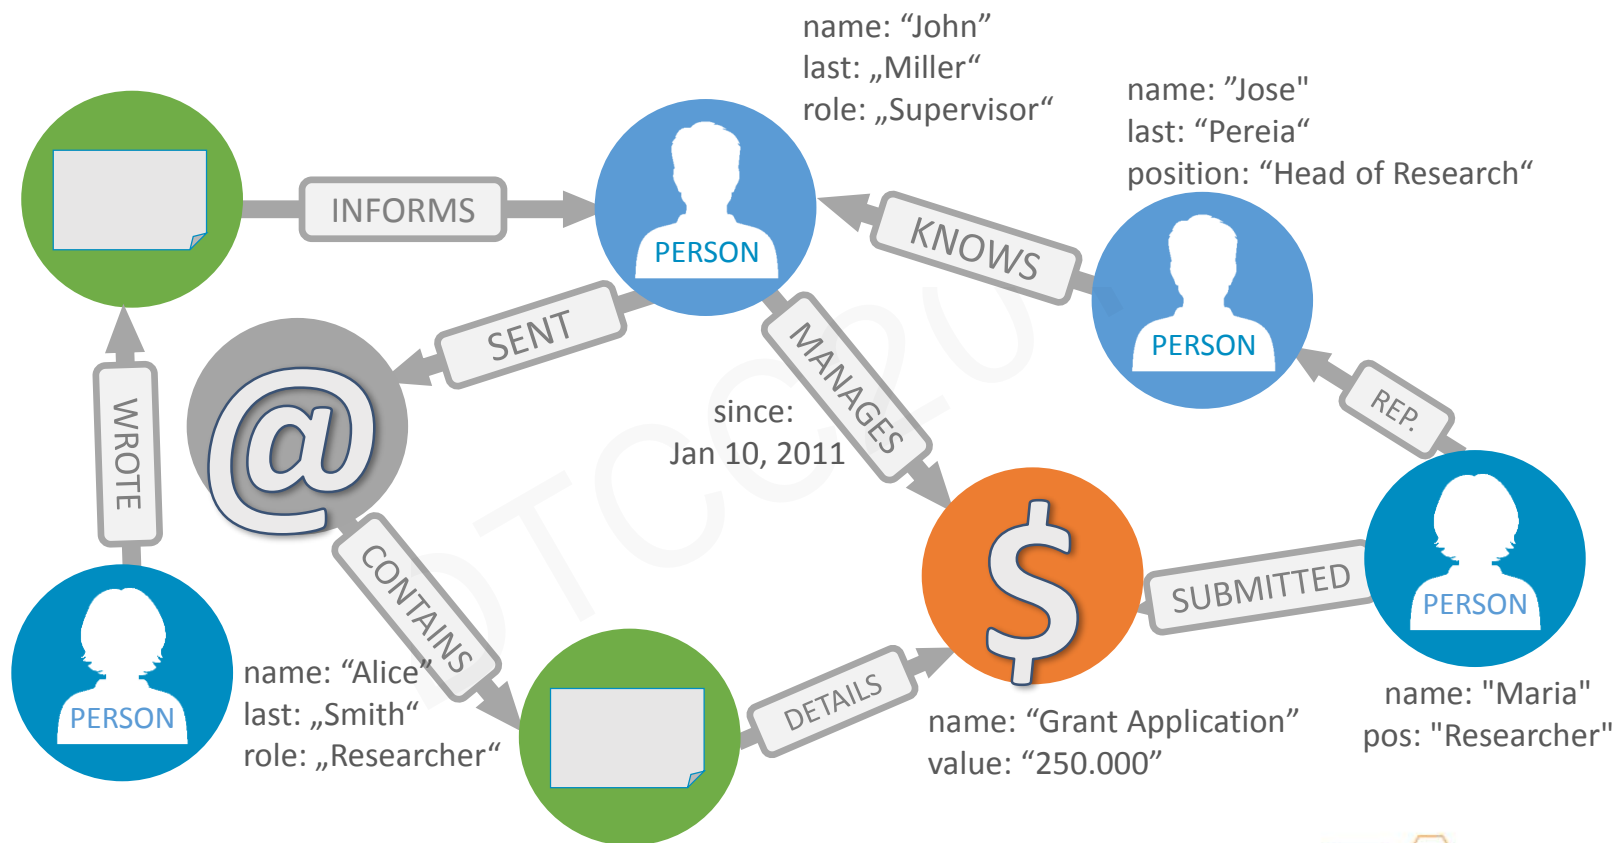 name: “John”
last: „Miller“
role: „Supervisor“
name: ”Jose"
last: “Pereia“
position: “Head of Research“
INFORMS
PERSON
KNOWS
PERSON
SENT
MANAGES
since:
Jan 10, 2011
REP.
WROTE
@
CONTAINS
$
SUBMITTED
PERSON
name: "Maria"
pos: "Researcher"
PERSON
name: “Alice”
last: „Smith“
role: „Researcher“
DETAILS
name: “Grant Application”
value: “250.000”